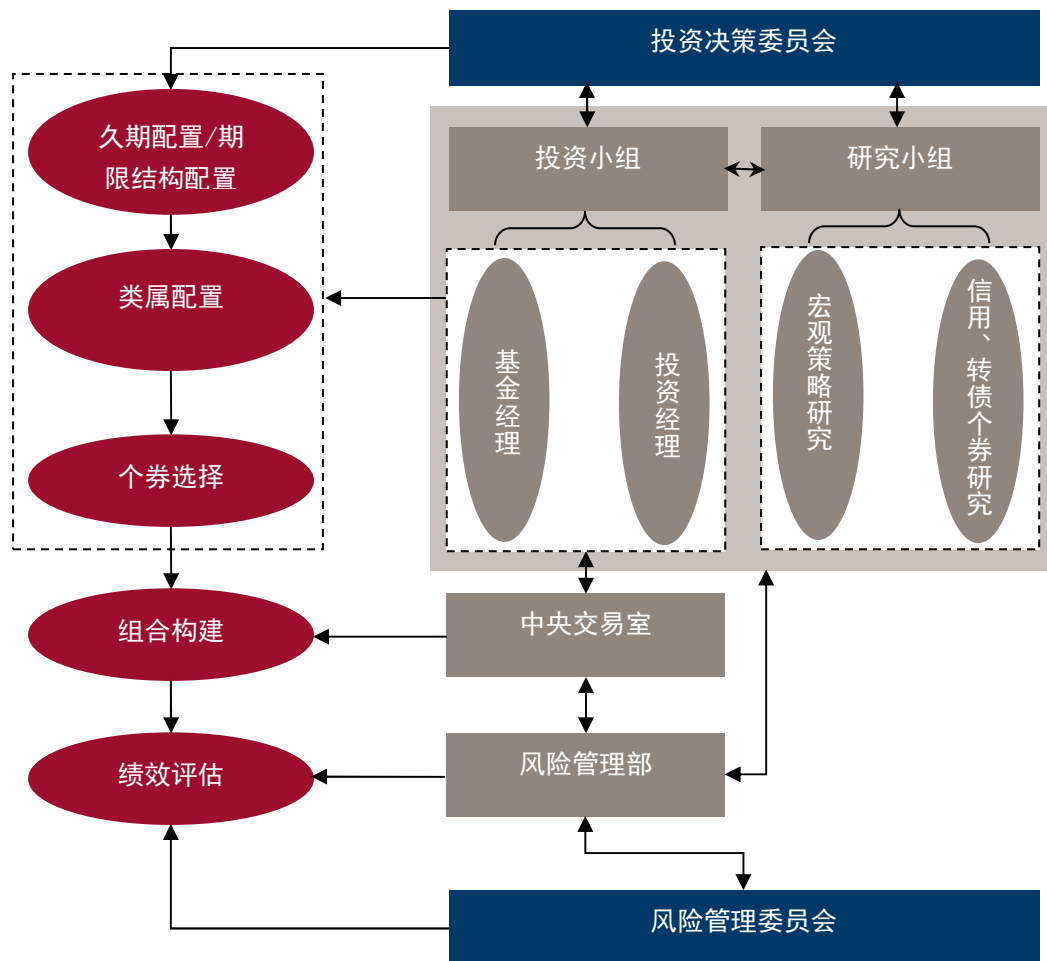 投资决策委员会
久期配置/期
限结构配置
投资小组
研究小组
类属配置
基金经理
投资经理
宏观策略研究
信用、转债个券研究
个券选择
组合构建
中央交易室
绩效评估
风险管理部
风险管理委员会